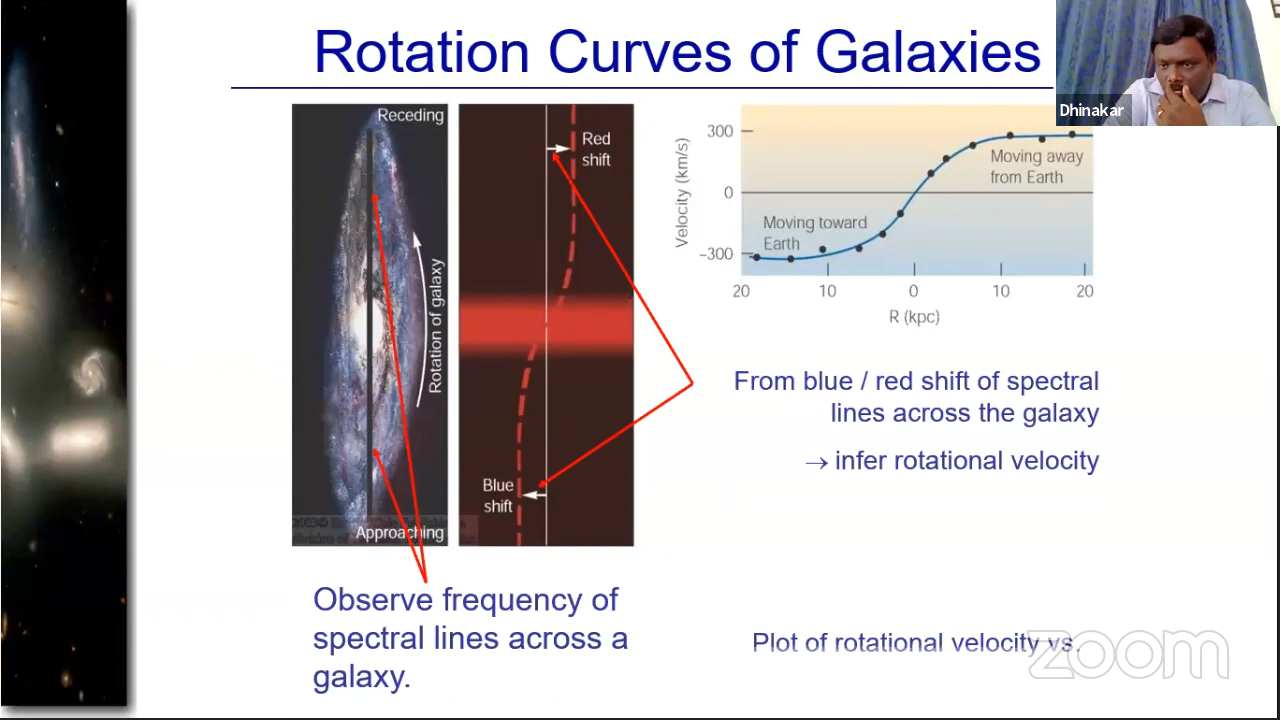 Rotation Curves of Galaxies
Dhinakar
Receding
Rotation of galaxy
Approaching
Red
shift
Blue
shift
Velocity (km/s)
300
0
−300
Moving away
from Earth
Moving toward
Earth
20
10
0
10
20
R (kpc)
From blue / red shift of spectral
lines across the galaxy
→ infer rotational velocity
Observe frequency of
spectral lines across a
galaxy.
Plot of rotational velocity vs.
zoom